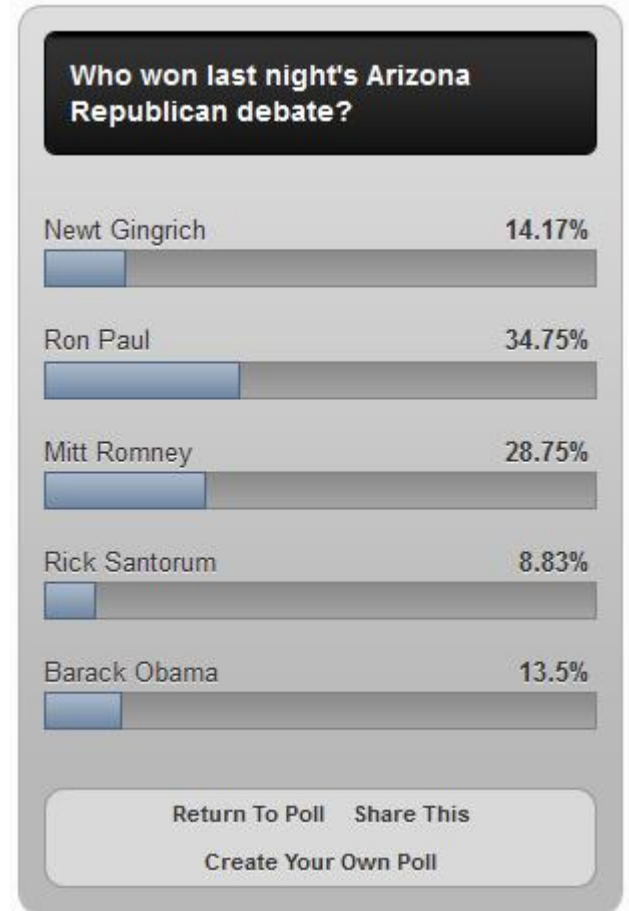 Who won last night's Arizona
Republican debate?
Newt Gingrich 14.17%
Ron Paul 34.75%
Mitt Romney 28.75%
Rick Santorum 8.83%
Barack Obama 13.5%
Return To Poll Share This
Create Your Own Poll